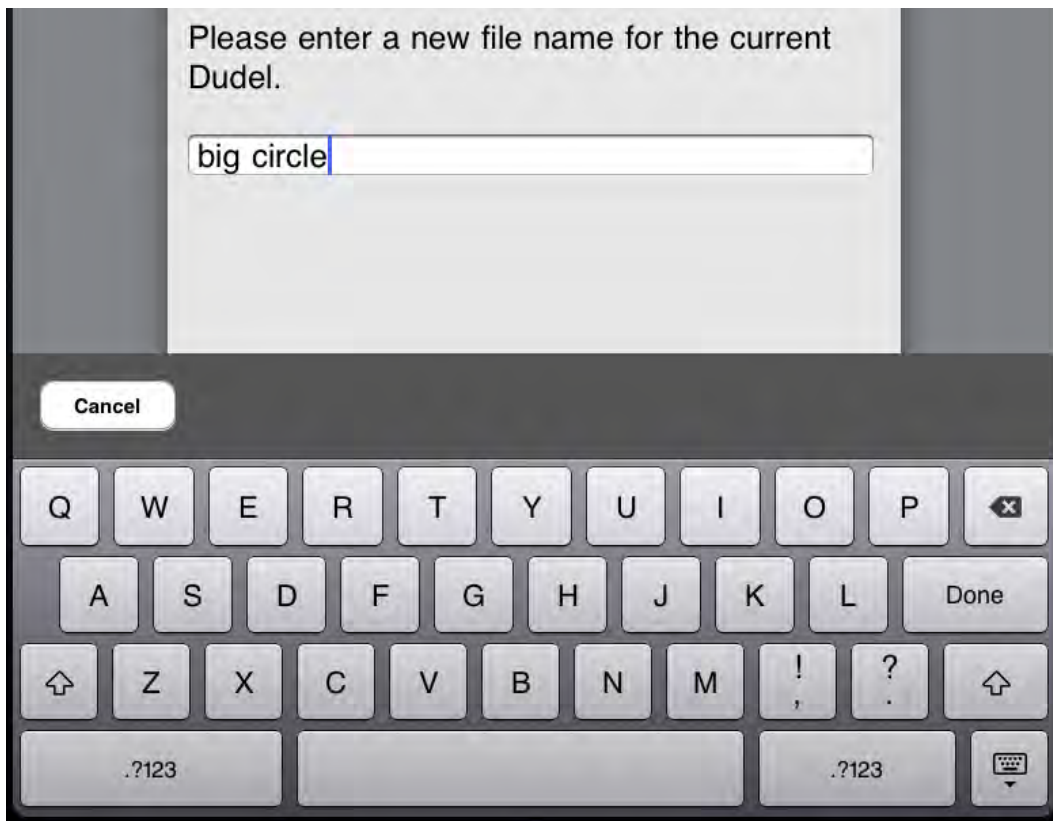 Please enter a new file name for the current
Dudel.
big circle
Cancel
Q W E R T Y U I O P
A S D F G H J K L Done
Z X C V B N M ! , ? .
.?123 .?123